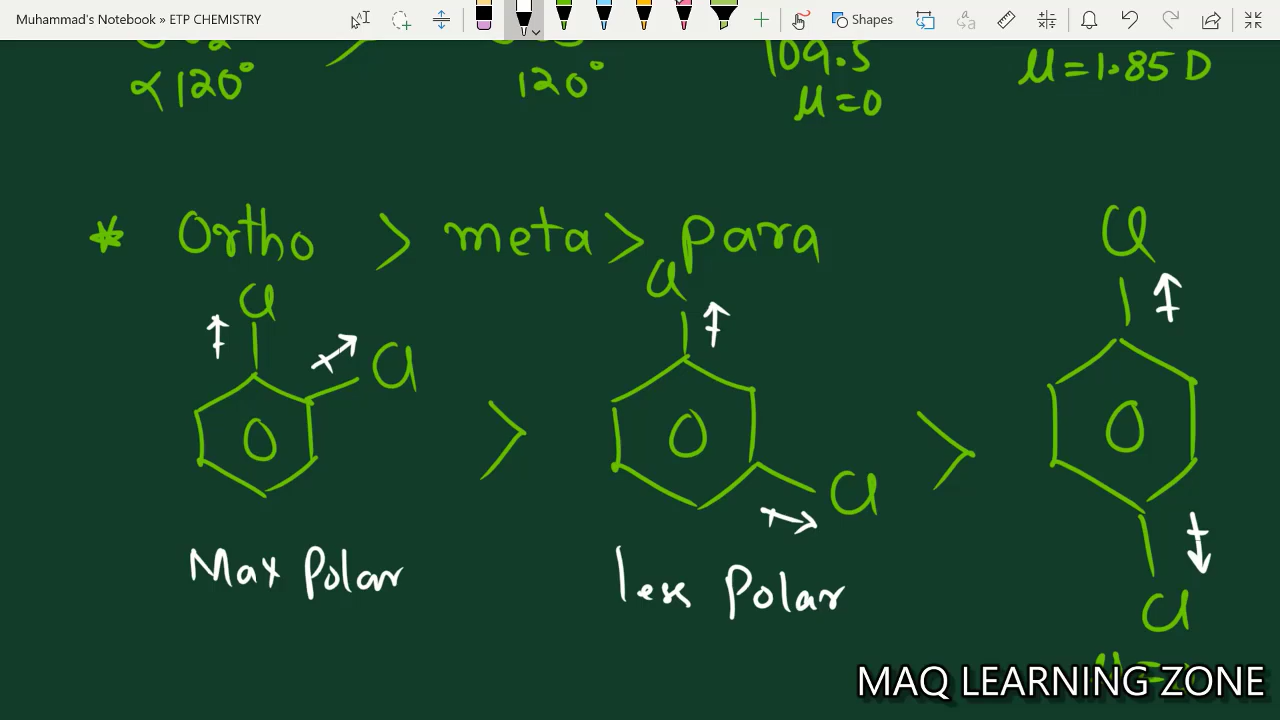 Muhammad's Notebook » ETP CHEMISTRY
Shapes
∝ 120°
120°
109.5
μ = 0
μ = 1.85 D
* Ortho > meta > para
Cl
Cl
Cl
Cl
>
Cl
Cl
>
Max Polar
less Polar
MAQ LEARNING ZONE